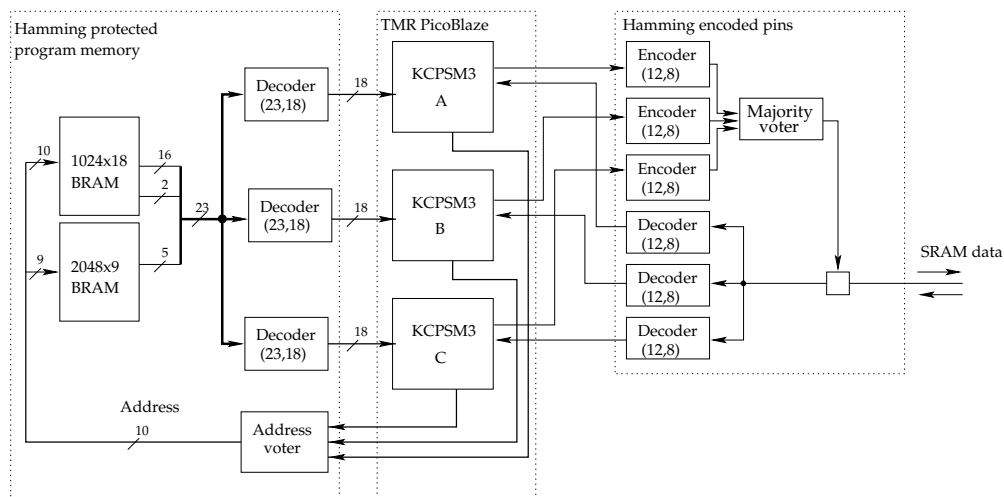 Hamming protected
program memory
TMR PicoBlaze
Hamming encoded pins
Decoder
(23,18)
18
KCPSM3
A
Encoder
(12,8)
Encoder
(12,8)
Encoder
(12,8)
Majority
voter
10
1024x18
BRAM
16
2
23
Decoder
(23,18)
18
KCPSM3
B
9
2048x9
BRAM
5
Decoder
(12,8)
Decoder
(12,8)
Decoder
(12,8)
SRAM data
Decoder
(23,18)
18
KCPSM3
C
Address
10
Address
voter